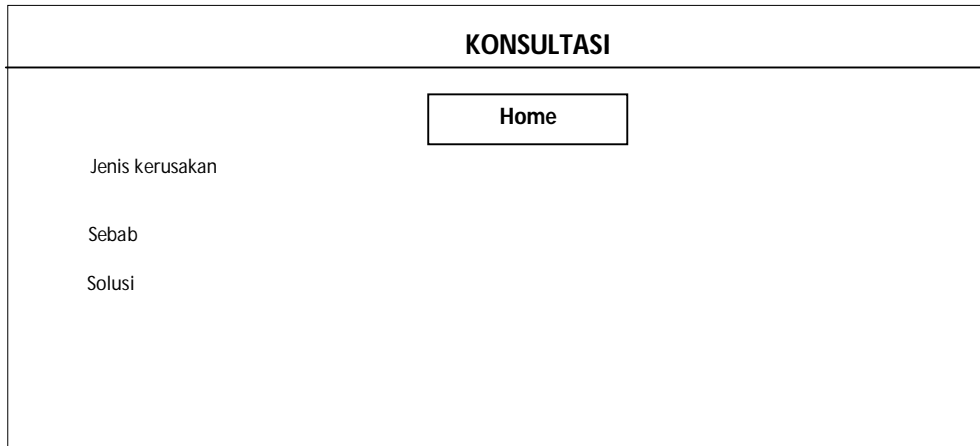 KONSULTASI
Home
Jenis kerusakan
Sebab
Solusi